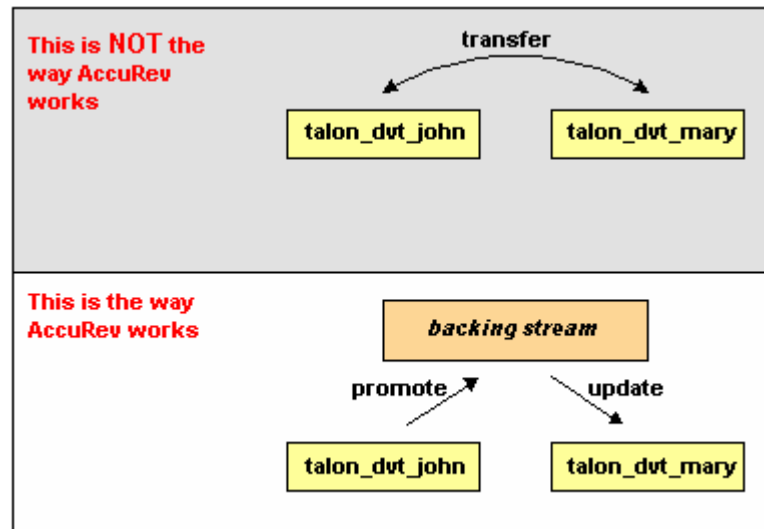 This is NOT the
way AccuRev
works
transfer
talon_dvt_john
talon_dvt_mary
This is the way
AccuRev works
backing stream
promote
update
talon_dvt_john
talon_dvt_mary